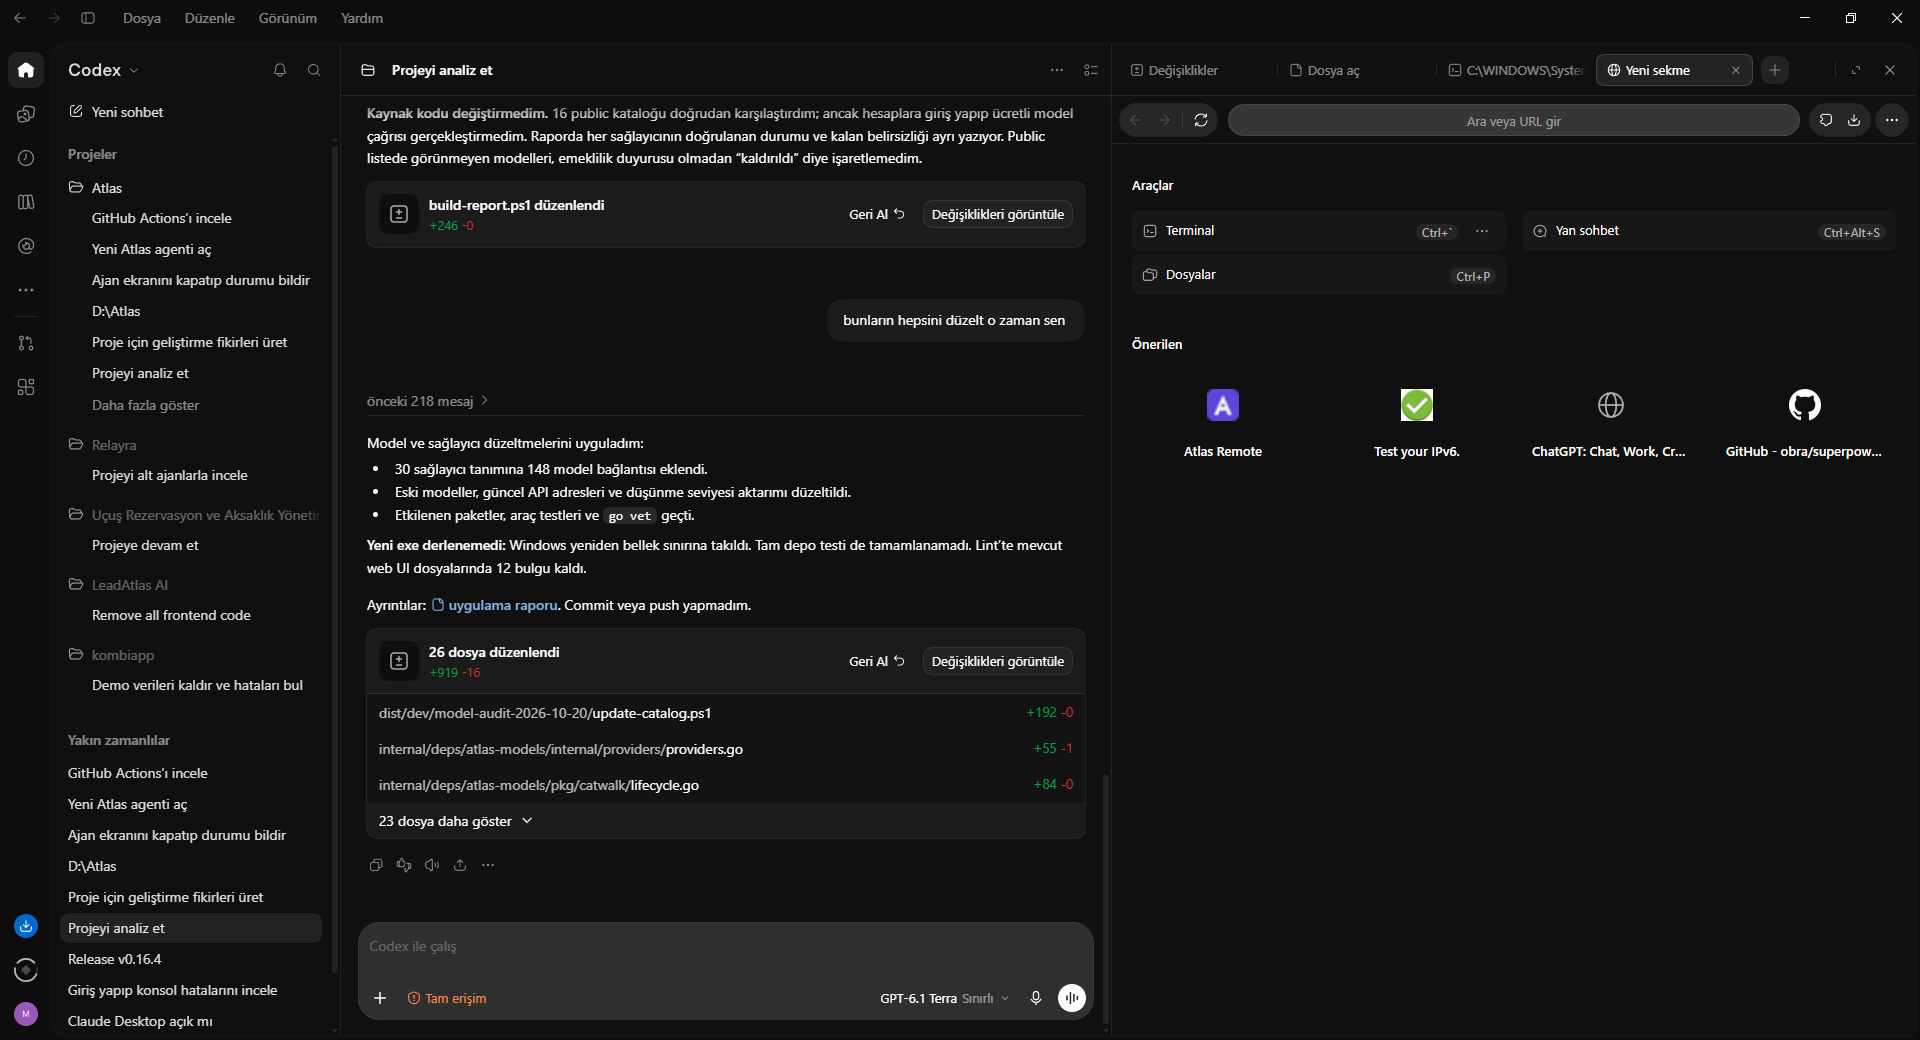 Dosya Düzenle Görünüm Yardım
Codex
Yeni sohbet
Projeler
Atlas
GitHub Actions'ı incele
Yeni Atlas agenti aç
Ajan ekranını kapatıp durumu bildir
D:\Atlas
Proje için geliştirme fikirleri üret
Projeyi analiz et
Daha fazla göster
Relayra
Projeyi alt ajanlarla incele
Uçuş Rezervasyon ve Aksaklık Yöneti
Projeye devam et
LeadAtlas AI
Remove all frontend code
kombiapp
Demo verileri kaldır ve hataları bul
Yakın zamanlılar
GitHub Actions'ı incele
Yeni Atlas agenti aç
Ajan ekranını kapatıp durumu bildir
D:\Atlas
Proje için geliştirme fikirleri üret
Projeyi analiz et
Release v0.16.4
Giriş yapıp konsol hatalarını incele
Claude Desktop açık mı
M
Projeyi analiz et
Kaynak kodu değiştirmedim. 16 public kataloğu doğrudan karşılaştırdım; ancak hesaplara giriş yapıp ücretli model
çağrısı gerçekleştirmedim. Raporda her sağlayıcının doğrulanan durumu ve kalan belirsizliği ayrı yazıyor. Public
listede görünmeyen modelleri, emeklilik duyurusu olmadan “kaldırıldı” diye işaretlemedim.
build-report.ps1 düzenlendi
+246 -0
Geri Al
Değişiklikleri görüntüle
bunların hepsini düzelt o zaman sen
önceki 218 mesaj
Model ve sağlayıcı düzeltmelerini uyguladım:
• 30 sağlayıcı tanımına 148 model bağlantısı eklendi.
• Eski modeller, güncel API adresleri ve düşünme seviyesi aktarımı düzeltildi.
• Etkilenen paketler, araç testleri ve go vet geçti.
Yeni exe derlenemedi: Windows yeniden bellek sınırına takıldı. Tam depo testi de tamamlanamadı. Lint'te mevcut
web UI dosyalarında 12 bulgu kaldı.
Ayrıntılar: uygulama raporu. Commit veya push yapmadım.
26 dosya düzenlendi
+919 -16
Geri Al
Değişiklikleri görüntüle
dist/dev/model-audit-2026-10-20/update-catalog.ps1 +192 -0
internal/deps/atlas-models/internal/providers/providers.go +55 -1
internal/deps/atlas-models/pkg/catwalk/lifecycle.go +84 -0
23 dosya daha göster
Codex ile çalış
Tam erişim
GPT-6.1 Terra Sınırlı
Değişiklikler
Dosya aç
C:\WINDOWS\System
Yeni sekme
Ara veya URL gir
Araçlar
Terminal Ctrl+`
Yan sohbet Ctrl+Alt+S
Dosyalar Ctrl+P
Önerilen
A
Atlas Remote
Test your IPv6.
ChatGPT: Chat, Work, Cr...
GitHub - obra/superpow...